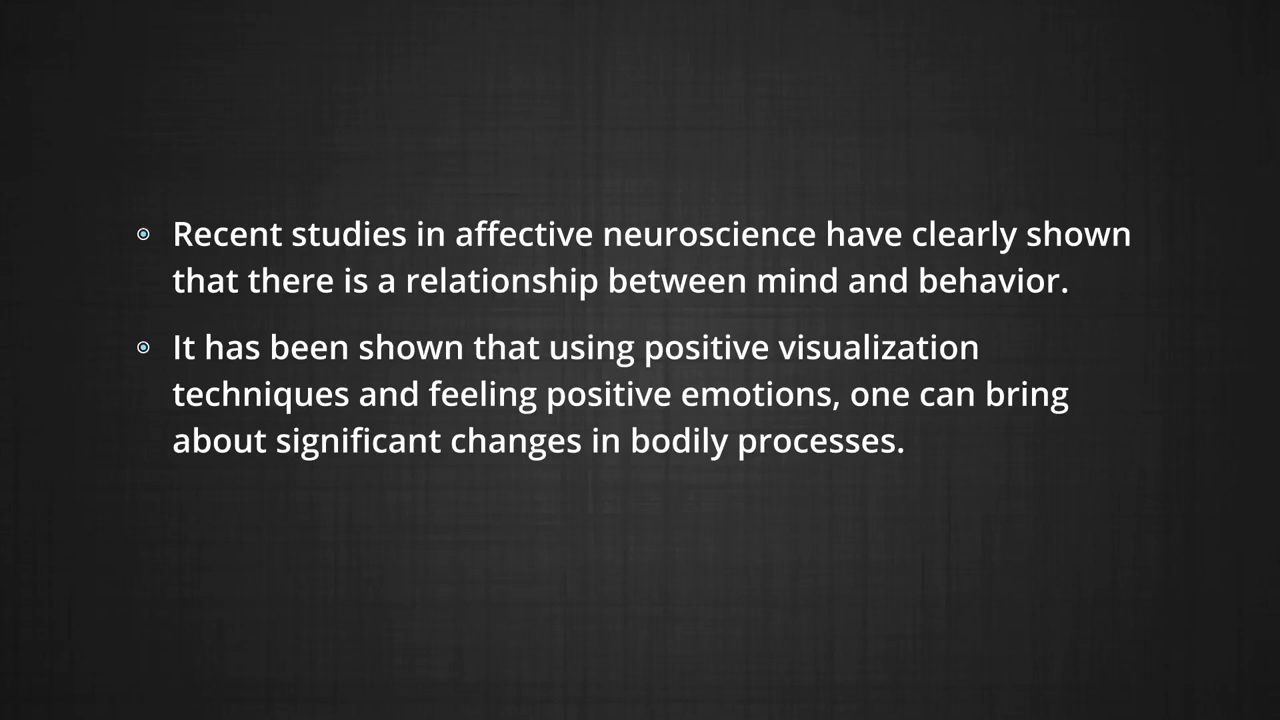 Recent studies in affective neuroscience have clearly shown
that there is a relationship between mind and behavior.
It has been shown that using positive visualization
techniques and feeling positive emotions, one can bring
about significant changes in bodily processes.